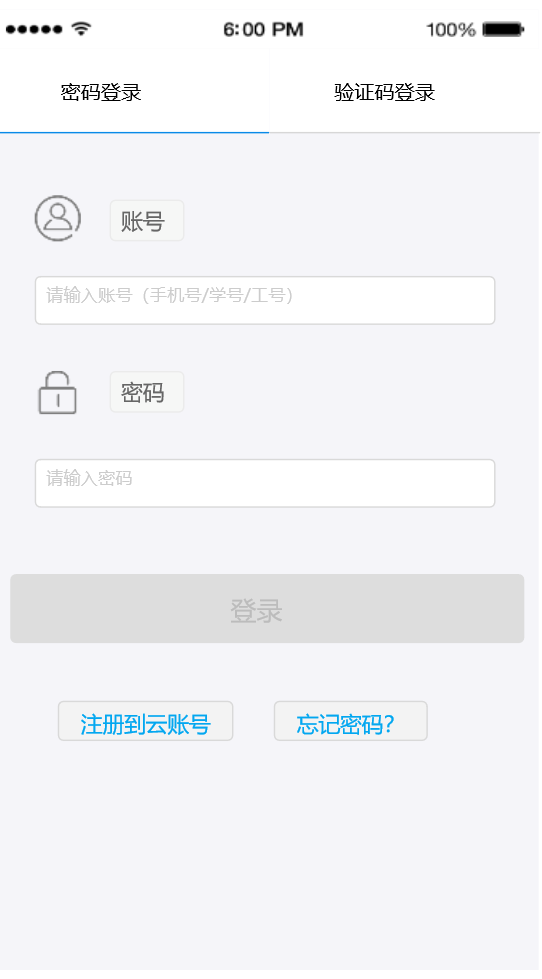 6:00 PM 100%
密码登录 验证码登录
账号
请输入账号（手机号/学号/工号）
密码
请输入密码
登录
注册到云账号 忘记密码？